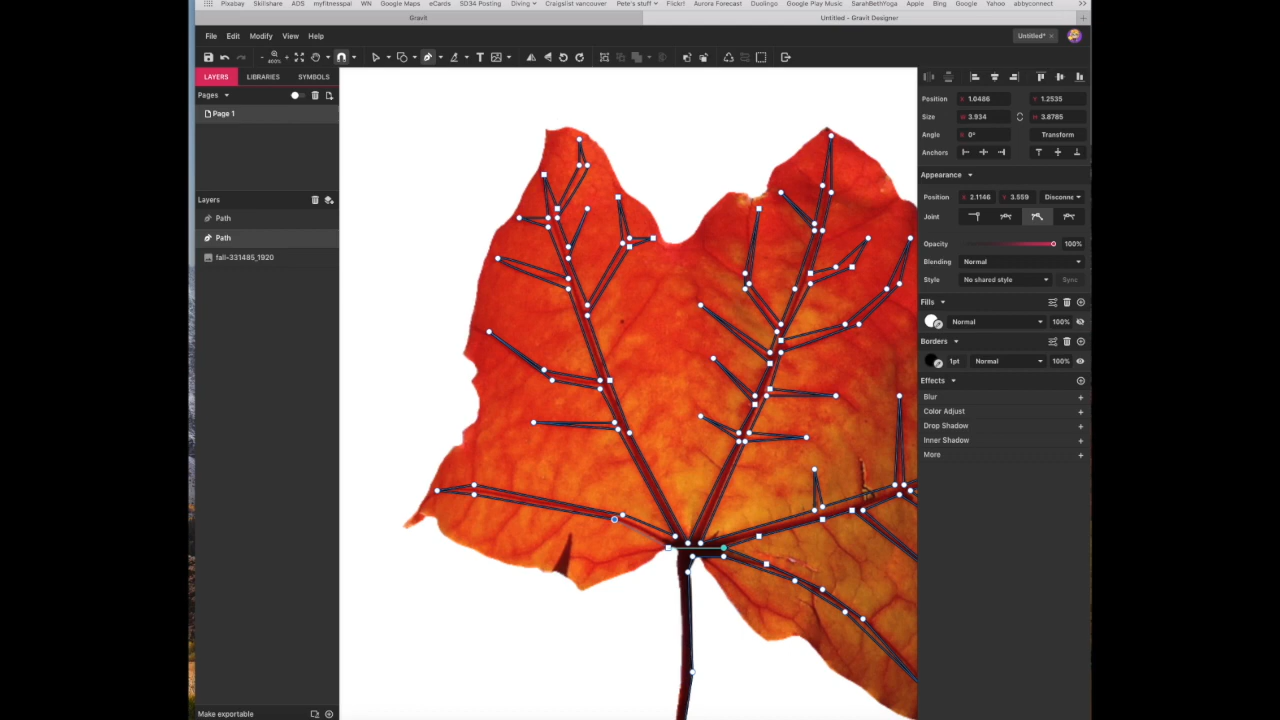 Pixabay Skillshare ADS myfitnesspal WN Google Maps eCards SD34 Posting Diving Craigslist vancouver Pete's stuff Flickr! Aurora Forecast Duolingo Google Play Music SarahBethYoga Apple Bing Google Yahoo abbyconnect >>
Gravit Untitled - Gravit Designer +
File Edit Modify View Help Untitled* ×
- 400% + T
LAYERS LIBRARIES SYMBOLS
Pages
Page 1
Layers
Path
Path
fall-331485_1920
Make exportable
Position X 1.0486 Y 1.2535
Size W 3.934 H 3.8785
Angle X 0° Transform
Anchors
Appearance
Position X 2.1146 Y 3.559 Disconne
Joint
Opacity 100%
Blending Normal
Style No shared style Sync
Fills
Normal 100%
Borders
1pt Normal 100%
Effects
Blur +
Color Adjust +
Drop Shadow +
Inner Shadow +
More +